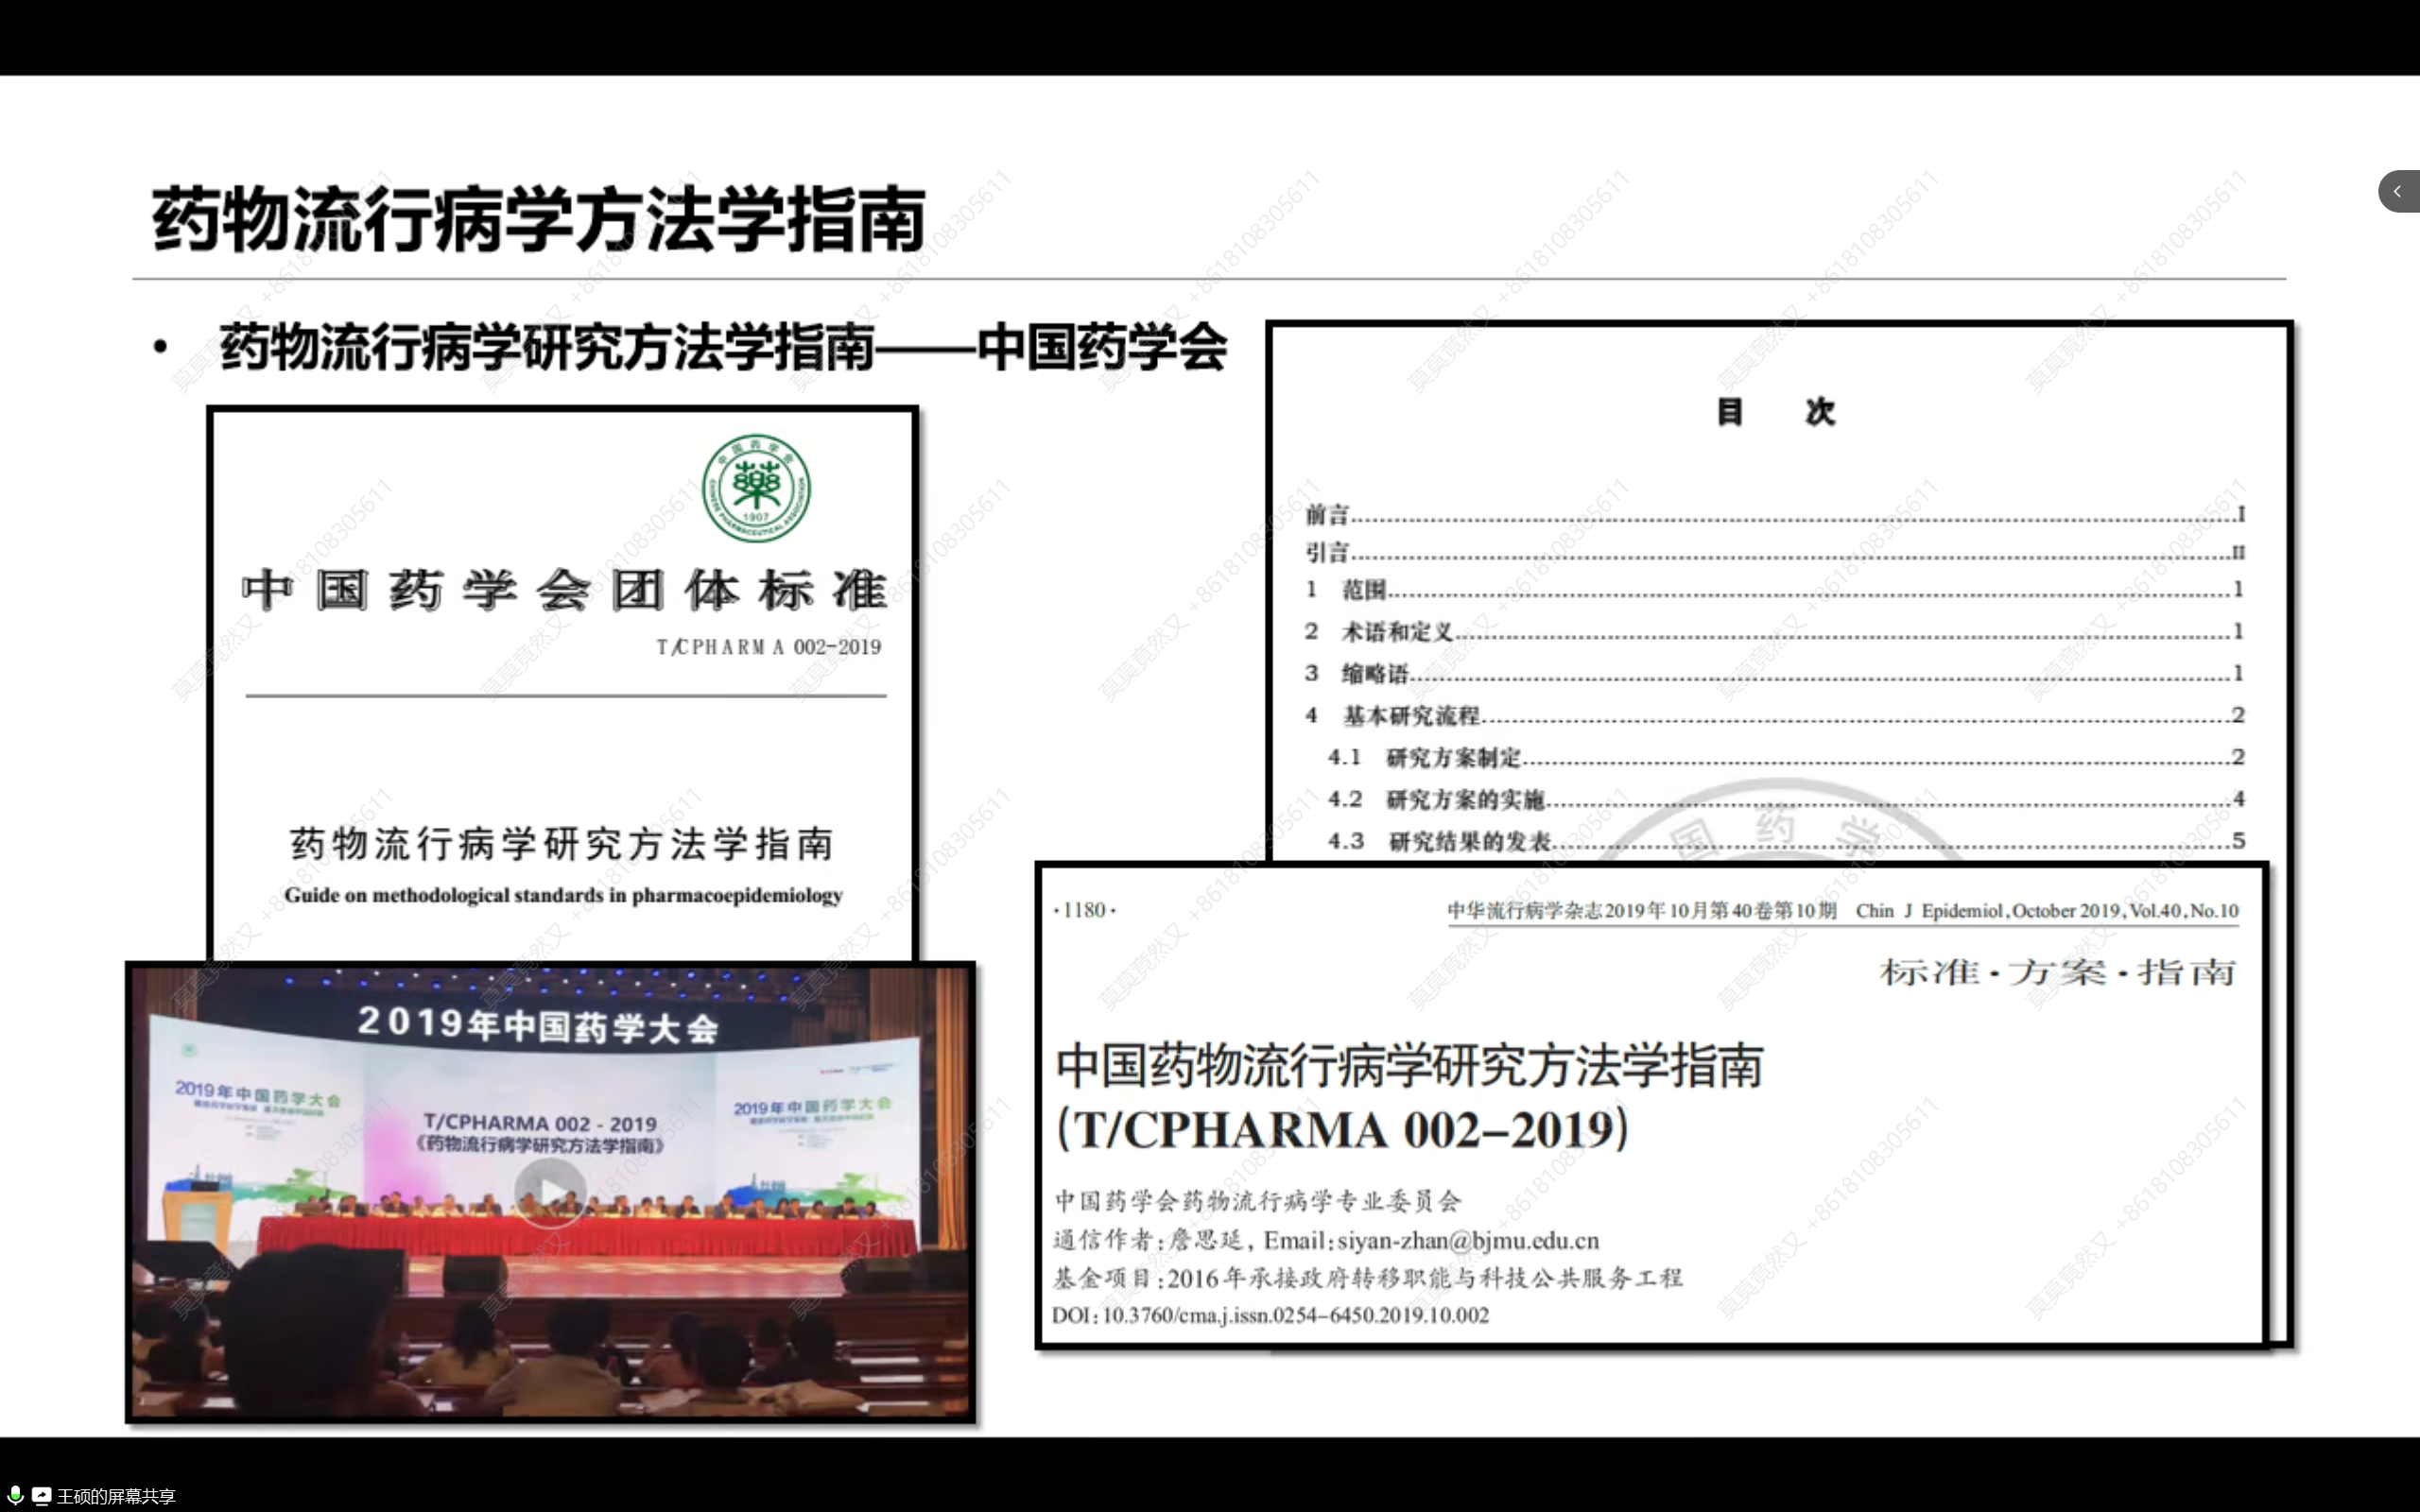 药物流行病学方法学指南
• 药物流行病学研究方法学指南——中国药学会
中国药学会
CHINESE PHARMACEUTICAL ASSOCIATION
1907
中国药学会团体标准
T/CPHARMA 002-2019
药物流行病学研究方法学指南
Guide on methodological standards in pharmacoepidemiology
2019年中国药学大会
2019年中国药学大会
T/CPHARMA 002 - 2019
《药物流行病学研究方法学指南》
2019年中国药学大会
目 次
前言 I
引言 II
1 范围 1
2 术语和定义 1
3 缩略语 1
4 基本研究流程 2
4.1 研究方案制定 2
4.2 研究方案的实施 4
4.3 研究结果的发表 5
国药学
·1180·
中华流行病学杂志2019年10月第40卷第10期 Chin J Epidemiol, October 2019, Vol.40, No.10
标准·方案·指南
中国药物流行病学研究方法学指南
(T/CPHARMA 002-2019)
中国药学会药物流行病学专业委员会
通信作者:詹思延, Email:siyan-zhan@bjmu.edu.cn
基金项目:2016年承接政府转移职能与科技公共服务工程
DOI:10.3760/cma.j.issn.0254-6450.2019.10.002
莫莫竟然又 +8618108305611
王硕的屏幕共享